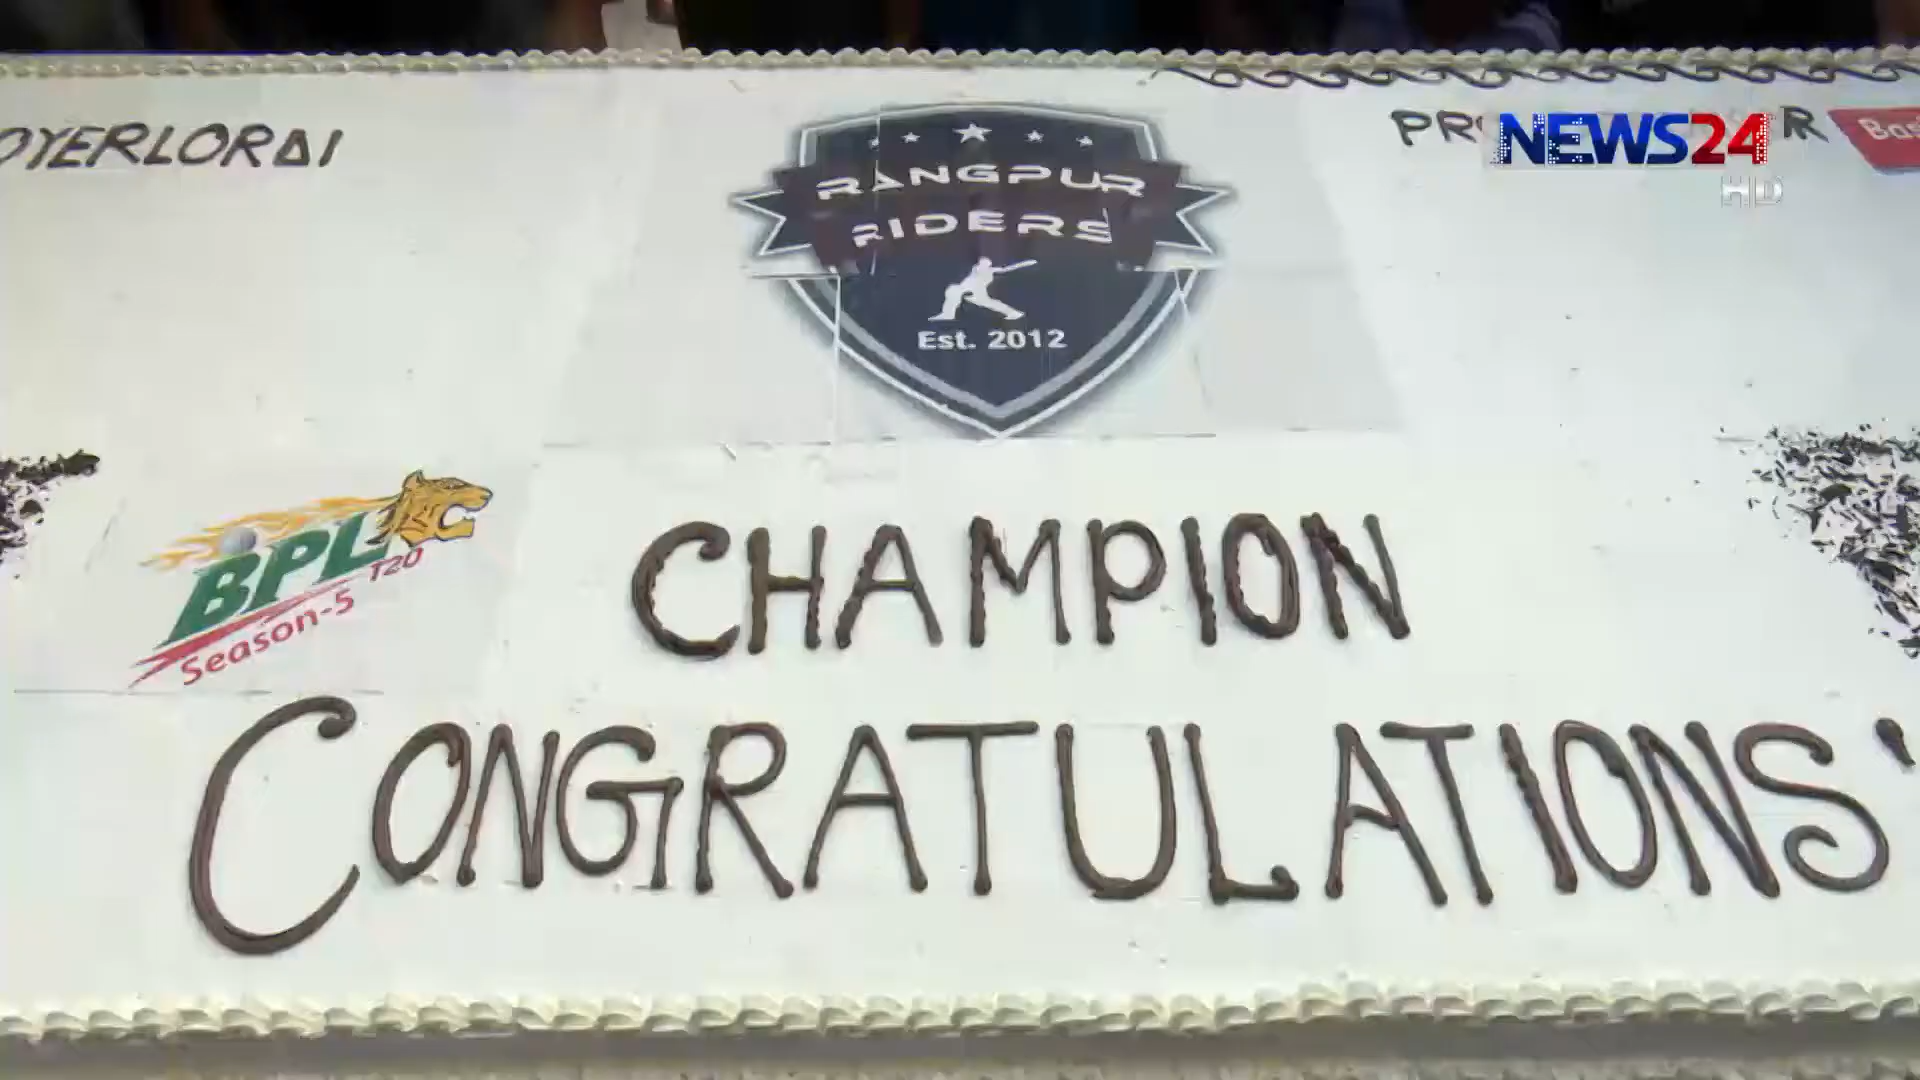 OYERLORAI
RANGPUR
RIDERS
Est. 2012
NEWS24
HD
BPL
T20
Season-5
CHAMPION
CONGRATULATIONS'